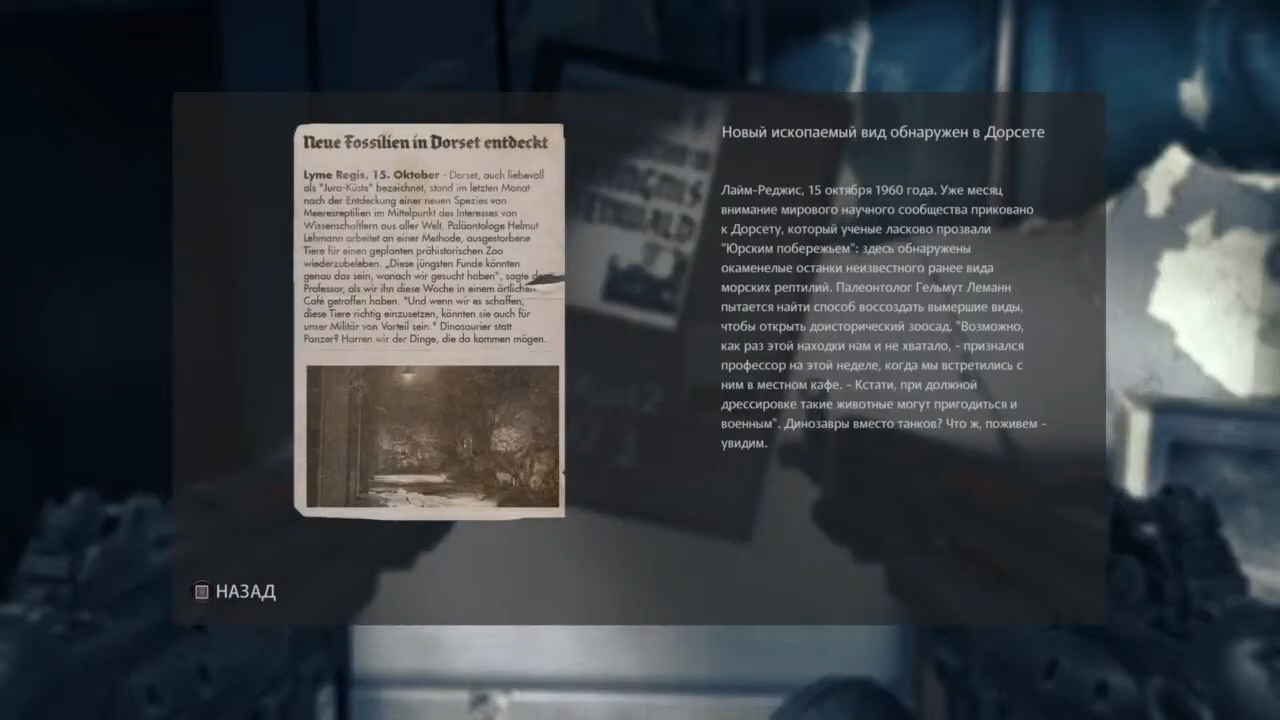 Neue Fossilien in Dorset entdeckt
Lyme Regis, 15. Oktober - Dorset, auch liebevoll
als "Jura-Küste" bezeichnet, stand im letzten Monat
nach der Entdeckung einer neuen Spezies von
Meeresreptilien im Mittelpunkt des Interesses von
Wissenschaftlern aus aller Welt. Paläontologe Helmut
Lehmann arbeitet an einer Methode, ausgestorbene
Tiere für einen geplanten prähistorischen Zoo
wiederzubeleben. „Diese jüngsten Funde könnten
genau das sein, wonach wir gesucht haben", sagte
Professor, als wir ihn diese Woche in einem örtlichen
Café getroffen haben. "Und wenn wir es schaffen,
diese Tiere richtig einzusetzen, könnten sie auch für
unser Militär von Vorteil sein." Dinosaurier statt
Panzer? Harren wir der Dinge, die da kommen mögen.
Новый ископаемый вид обнаружен в Дорсете
Лайм-Реджис, 15 октября 1960 года. Уже месяц
внимание мирового научного сообщества приковано
к Дорсету, который ученые ласково прозвали
"Юрским побережьем": здесь обнаружены
окаменелые останки неизвестного ранее вида
морских рептилий. Палеонтолог Гельмут Леманн
пытается найти способ воссоздать вымершие виды,
чтобы открыть доисторический зоосад. "Возможно,
как раз этой находки нам и не хватало, - признался
профессор на этой неделе, когда мы встретились с
ним в местном кафе. - Кстати, при должной
дрессировке такие животные могут пригодиться и
военным". Динозавры вместо танков? Что ж, поживем -
увидим.
НАЗАД